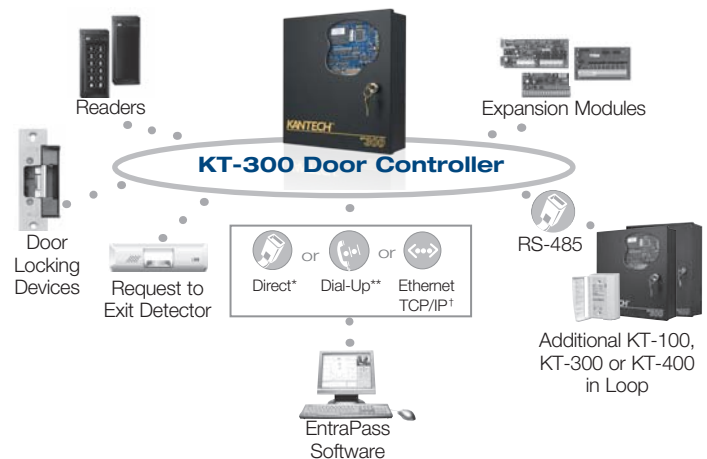 Readers
Expansion Modules
KANTECH
300
KT-300 Door Controller
Door
Locking
Devices
Request to
Exit Detector
or
or
Direct*
Dial-Up**
Ethernet
TCP/IP†
RS-485
Additional KT-100,
KT-300 or KT-400
in Loop
EntraPass
Software